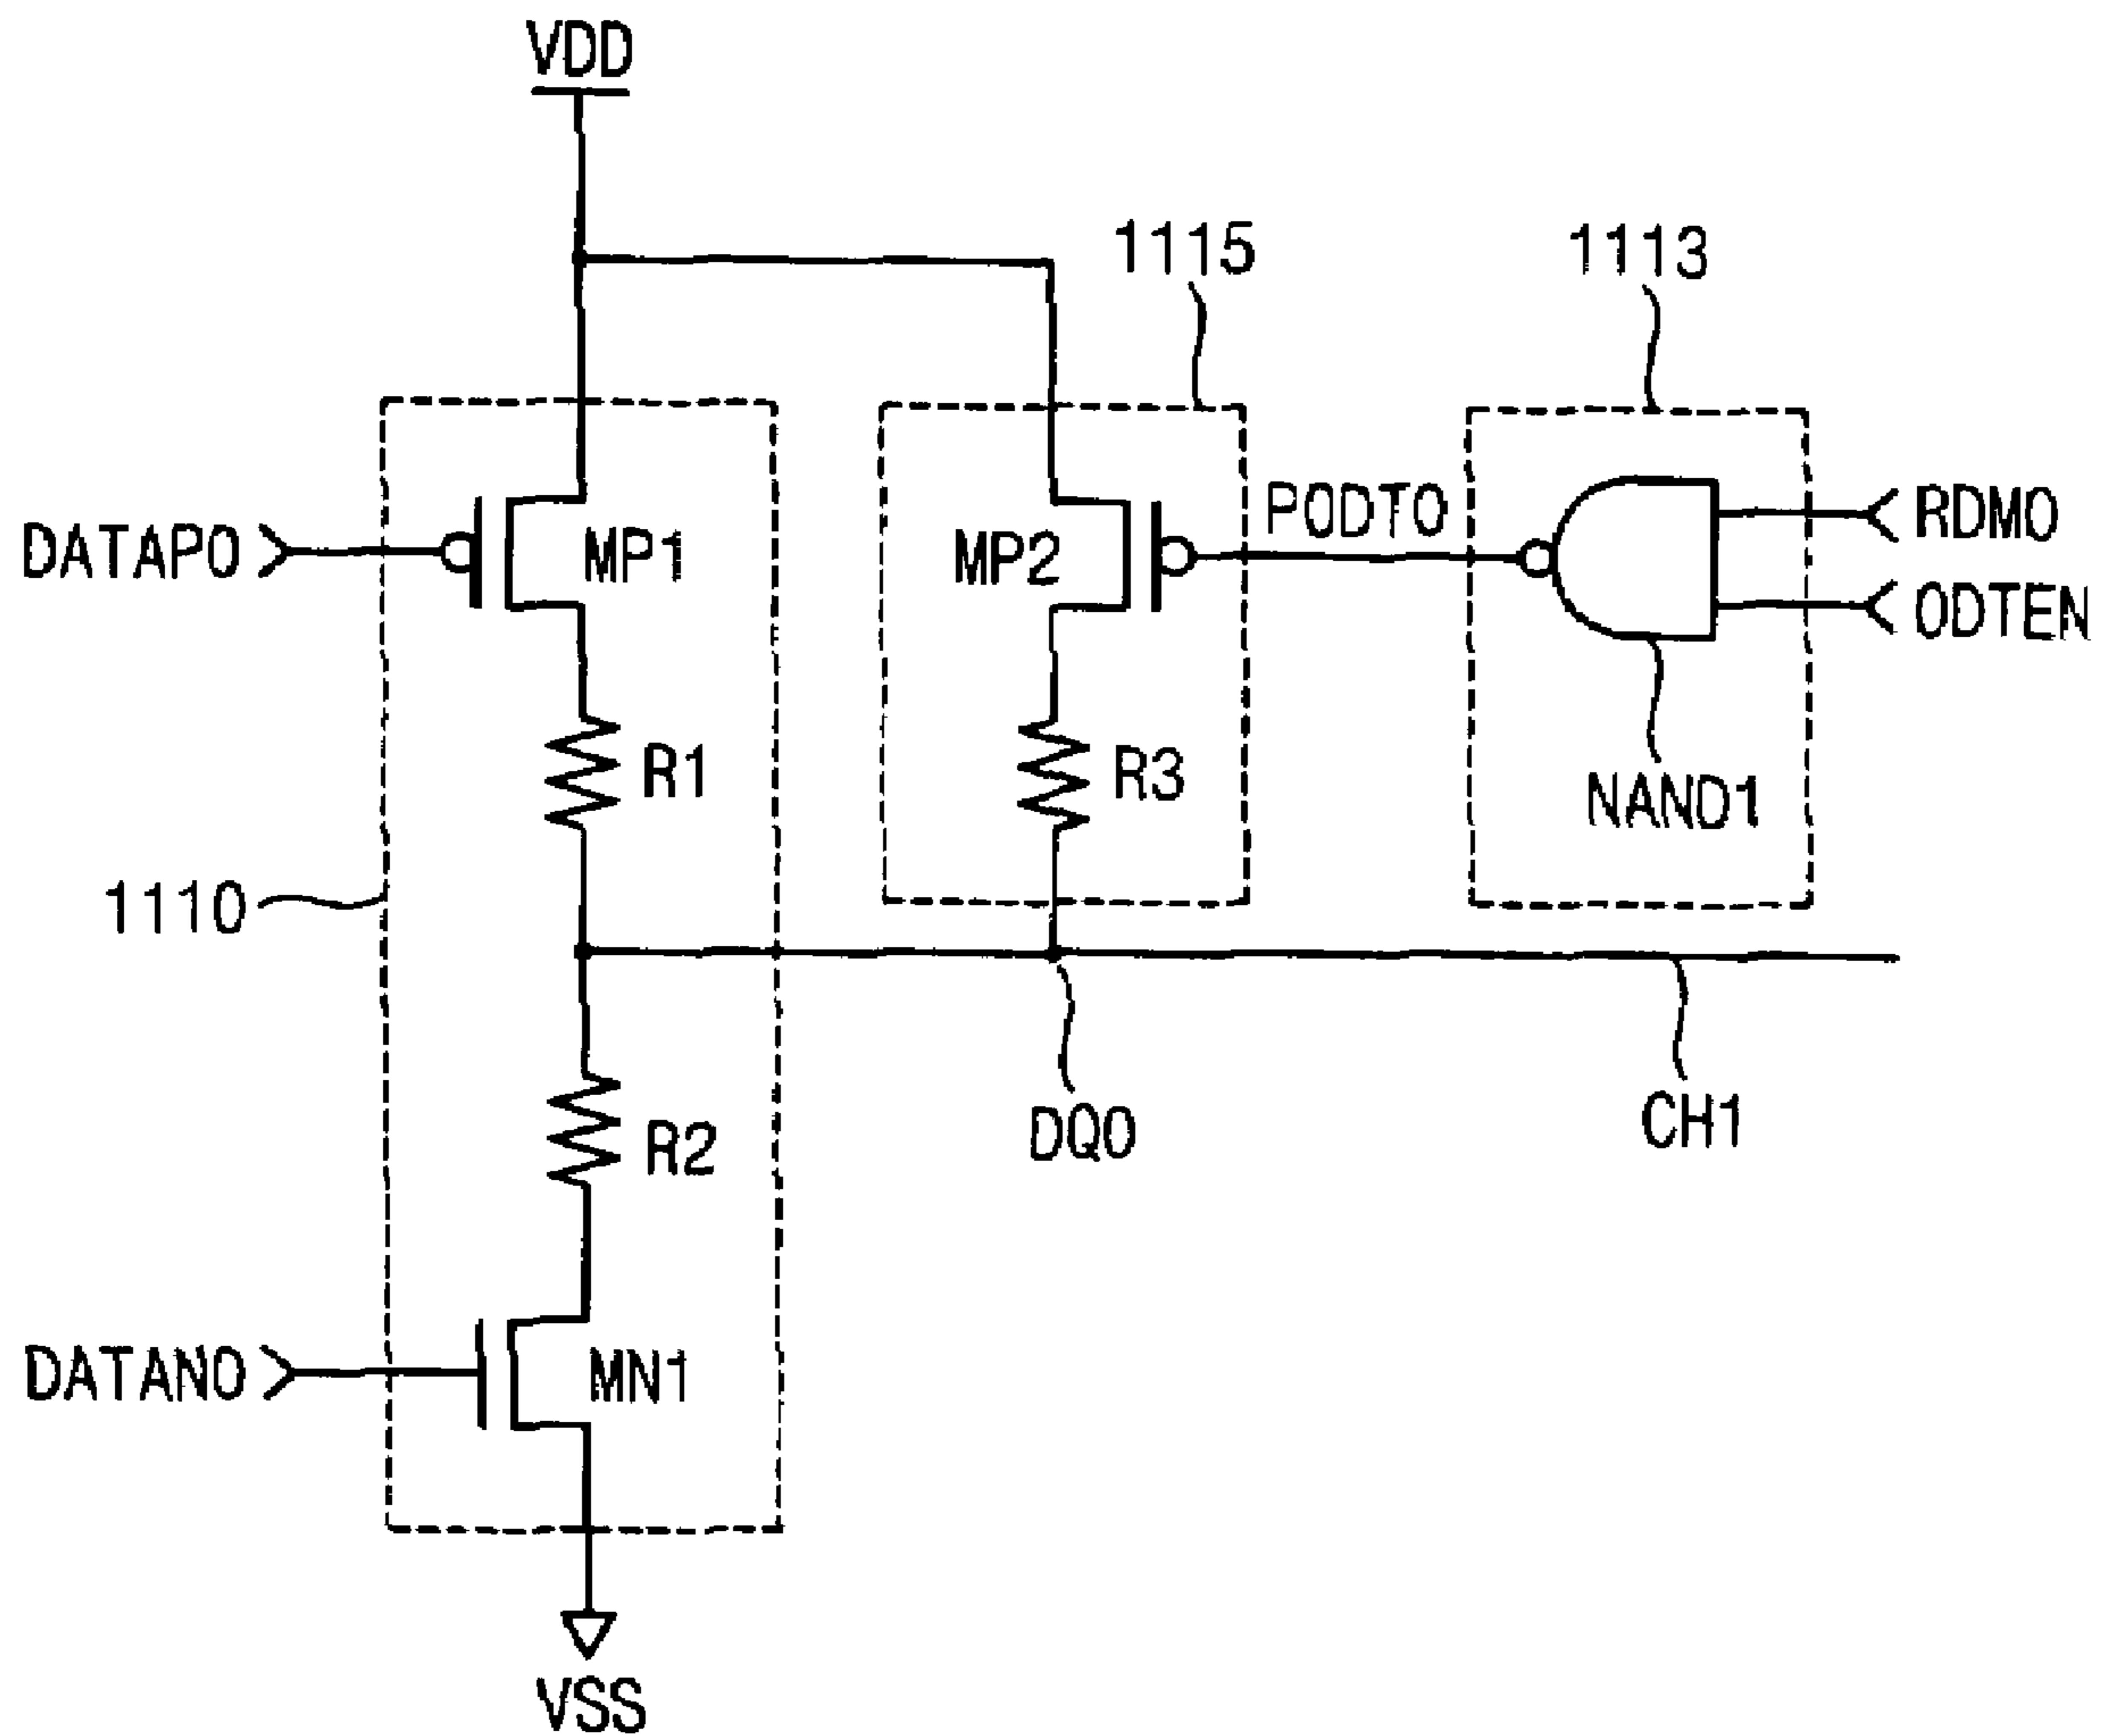 VDD
1115
1113
DATAP0
MP1
MP2
PODT0
RDM0
ODTEN
R1
R3
NAND1
1110
DQ0
CH1
R2
DATAN0
MN1
VSS